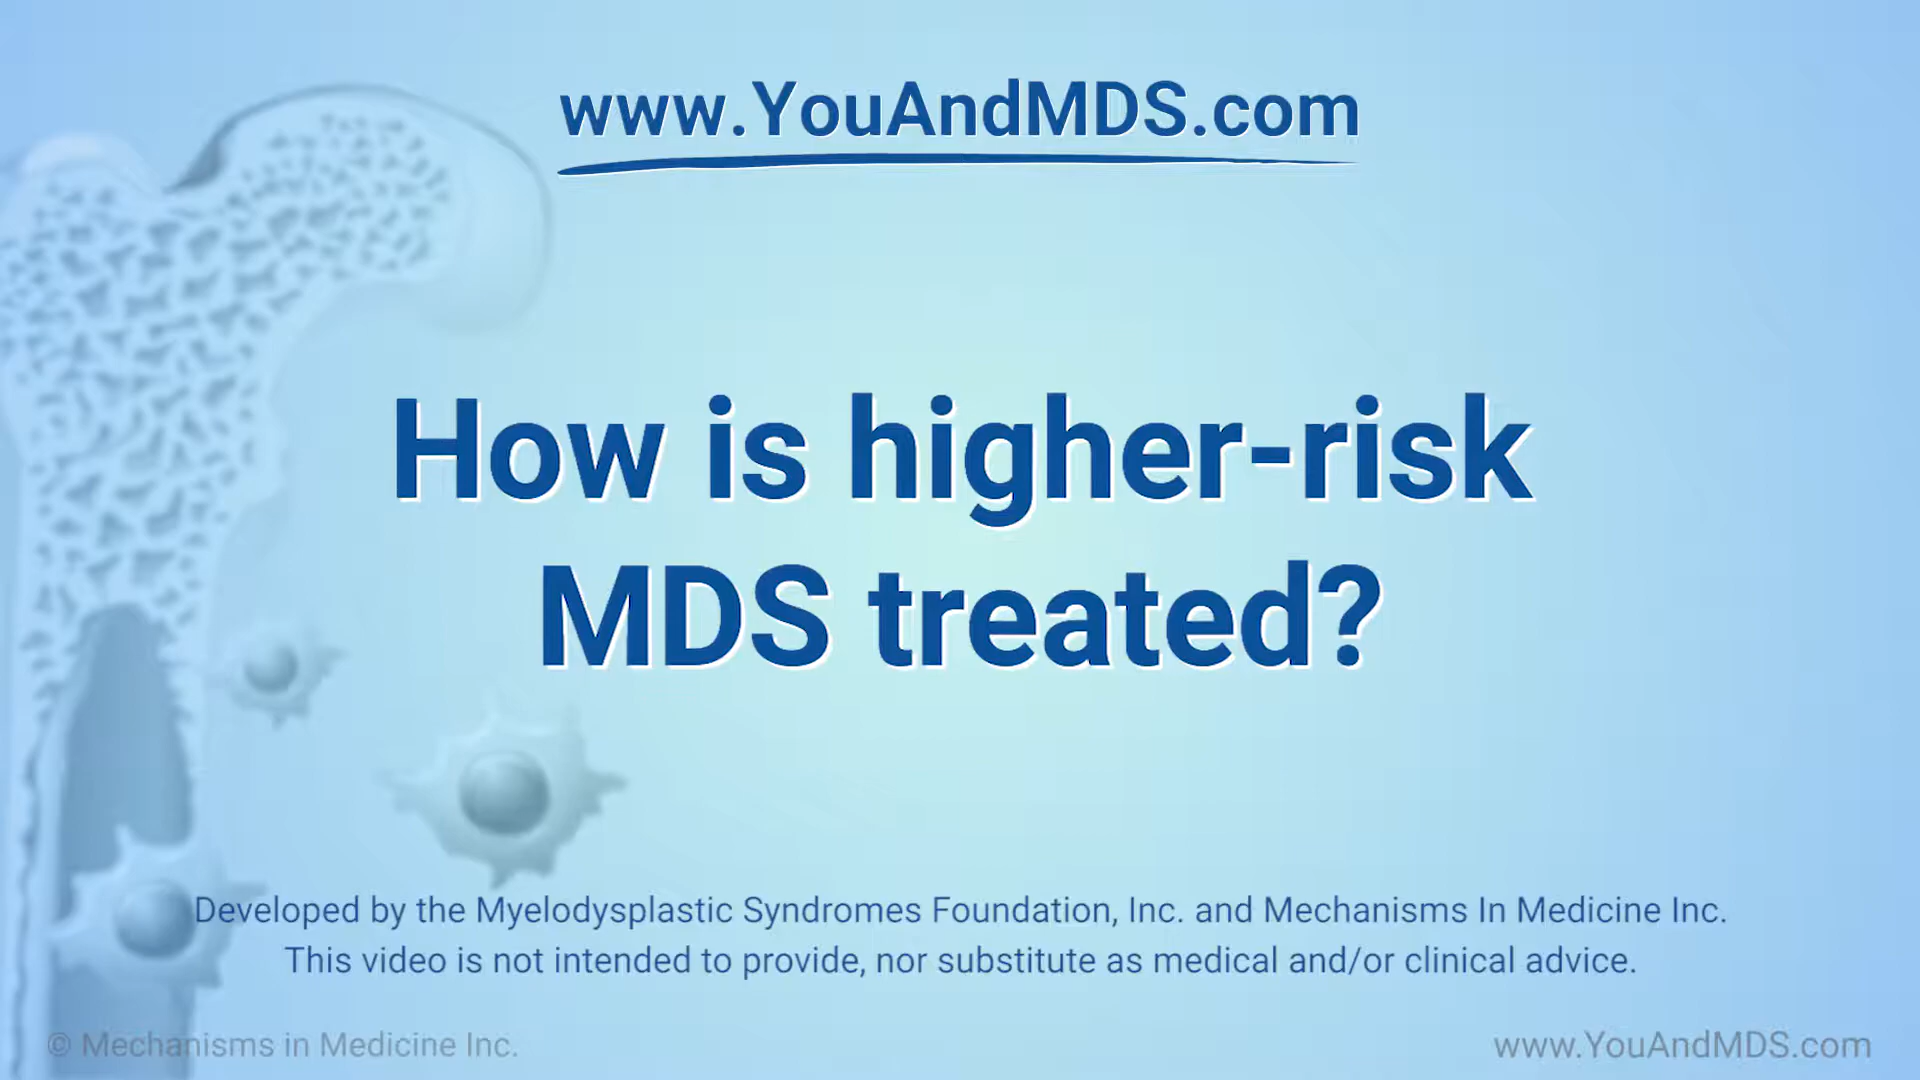 www.YouAndMDS.com
How is higher-risk
MDS treated?
Developed by the Myelodysplastic Syndromes Foundation, Inc. and Mechanisms In Medicine Inc.
This video is not intended to provide, nor substitute as medical and/or clinical advice.
© Mechanisms in Medicine Inc.
www.YouAndMDS.com